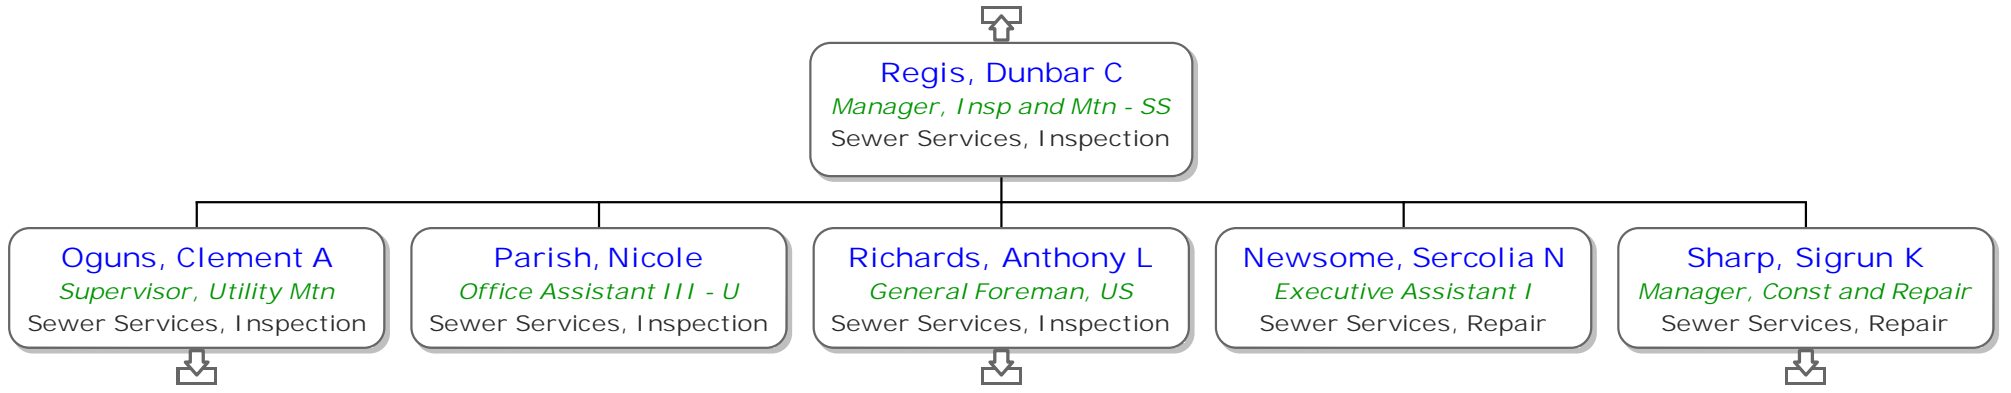 Regis, Dunbar C
Manager, Insp and Mtn - SS
Sewer Services, Inspection
Oguns, Clement A
Supervisor, Utility Mtn
Sewer Services, Inspection
Parish, Nicole
Office Assistant III - U
Sewer Services, Inspection
Richards, Anthony L
General Foreman, US
Sewer Services, Inspection
Newsome, Sercolia N
Executive Assistant I
Sewer Services, Repair
Sharp, Sigrun K
Manager, Const and Repair
Sewer Services, Repair